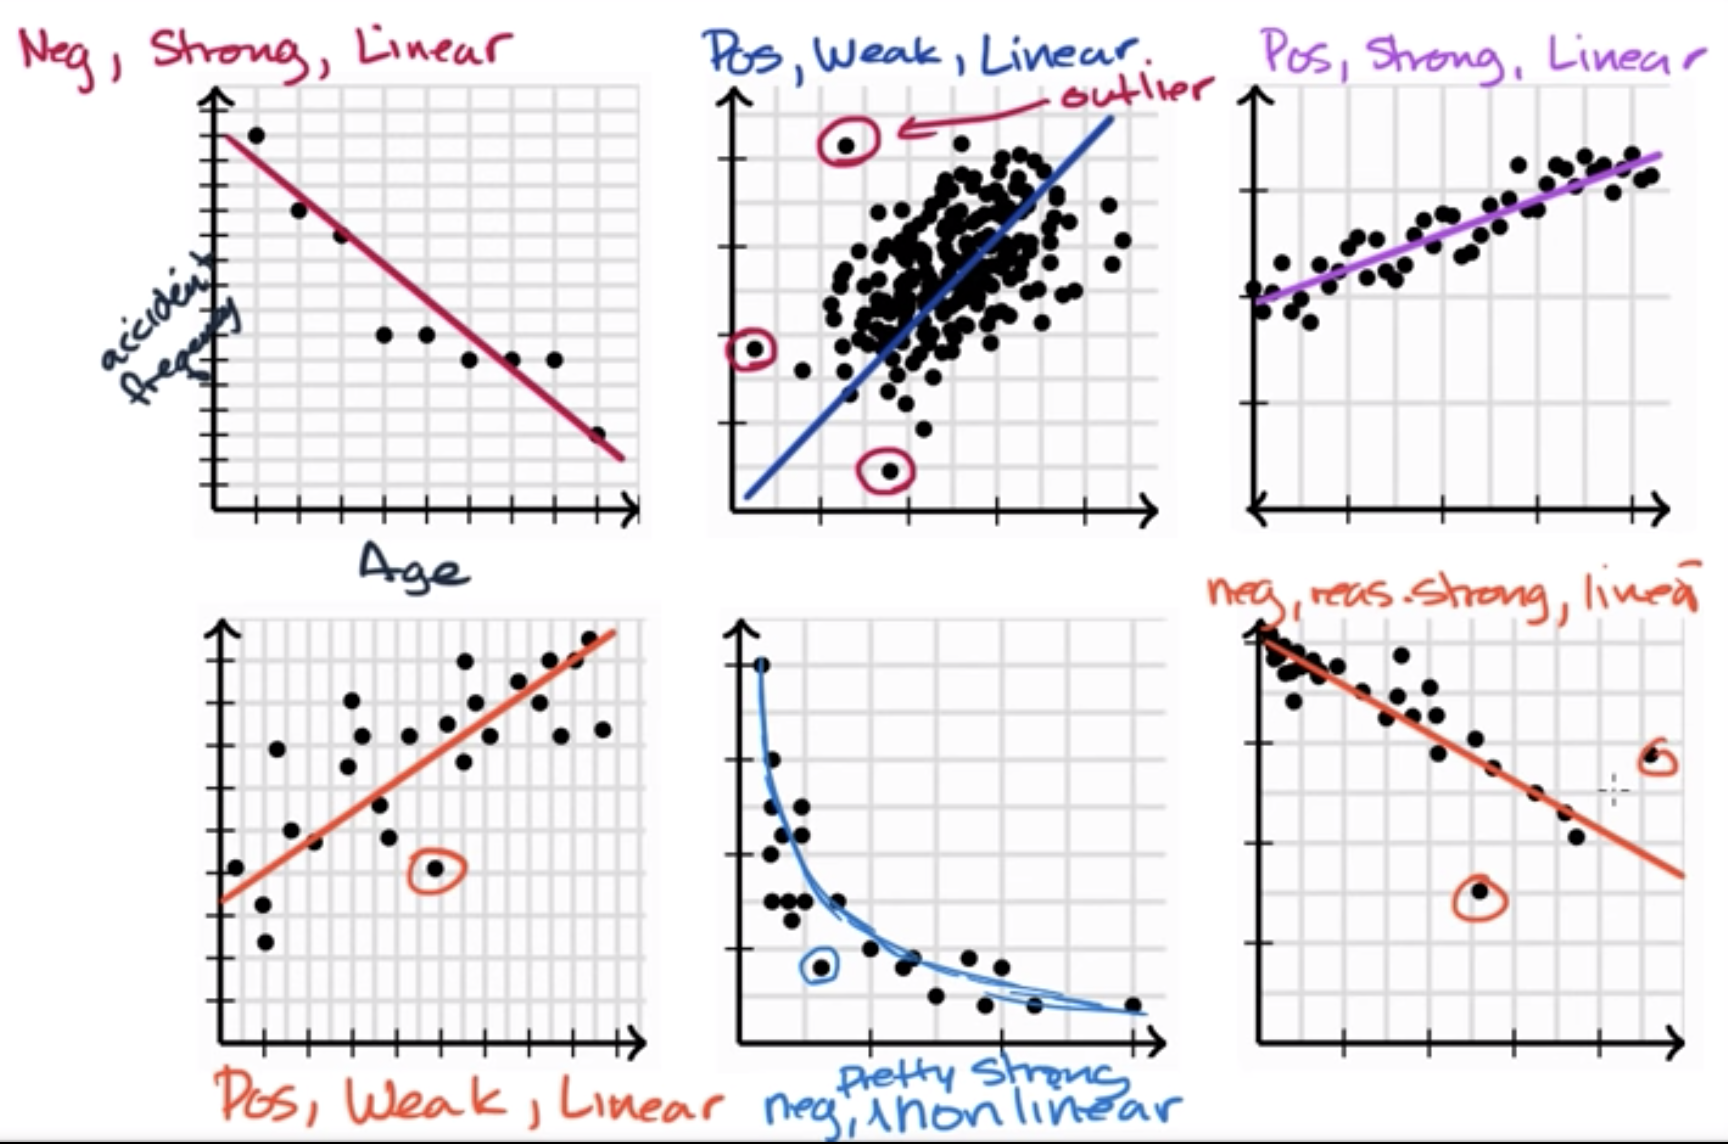 Neg, Strong, Linear
Pos, Weak, Linear
Pos, Strong, Linear
outlier
accident
frequency
Age
neg, reas. strong, linear
Pos, Weak, Linear
pretty strong
neg, nonlinear